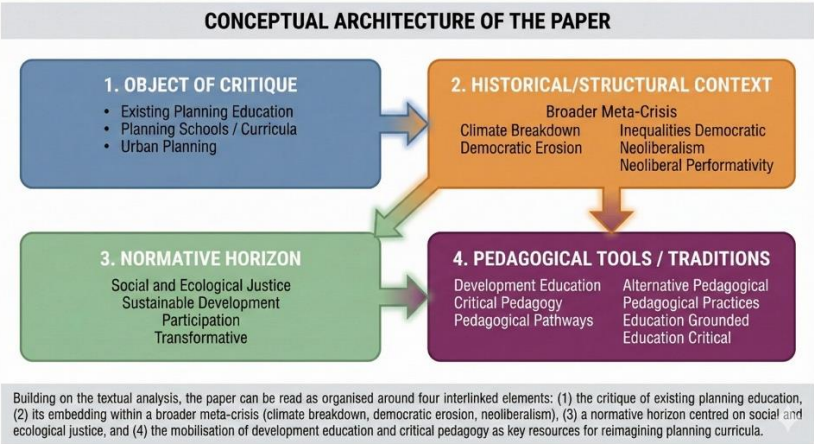 CONCEPTUAL ARCHITECTURE OF THE PAPER
1. OBJECT OF CRITIQUE
• Existing Planning Education
• Planning Schools / Curricula
• Urban Planning
2. HISTORICAL/STRUCTURAL CONTEXT
Broader Meta-Crisis
Climate Breakdown
Democratic Erosion
Inequalities Democratic
Neoliberalism
Neoliberal Performativity
3. NORMATIVE HORIZON
Social and Ecological Justice
Sustainable Development
Participation
Transformative
4. PEDAGOGICAL TOOLS / TRADITIONS
Development Education
Critical Pedagogy
Pedagogical Pathways
Alternative Pedagogical
Pedagogical Practices
Education Grounded
Education Critical
Building on the textual analysis, the paper can be read as organised around four interlinked elements: (1) the critique of existing planning education,
(2) its embedding within a broader meta-crisis (climate breakdown, democratic erosion, neoliberalism), (3) a normative horizon centred on social and
ecological justice, and (4) the mobilisation of development education and critical pedagogy as key resources for reimagining planning curricula.